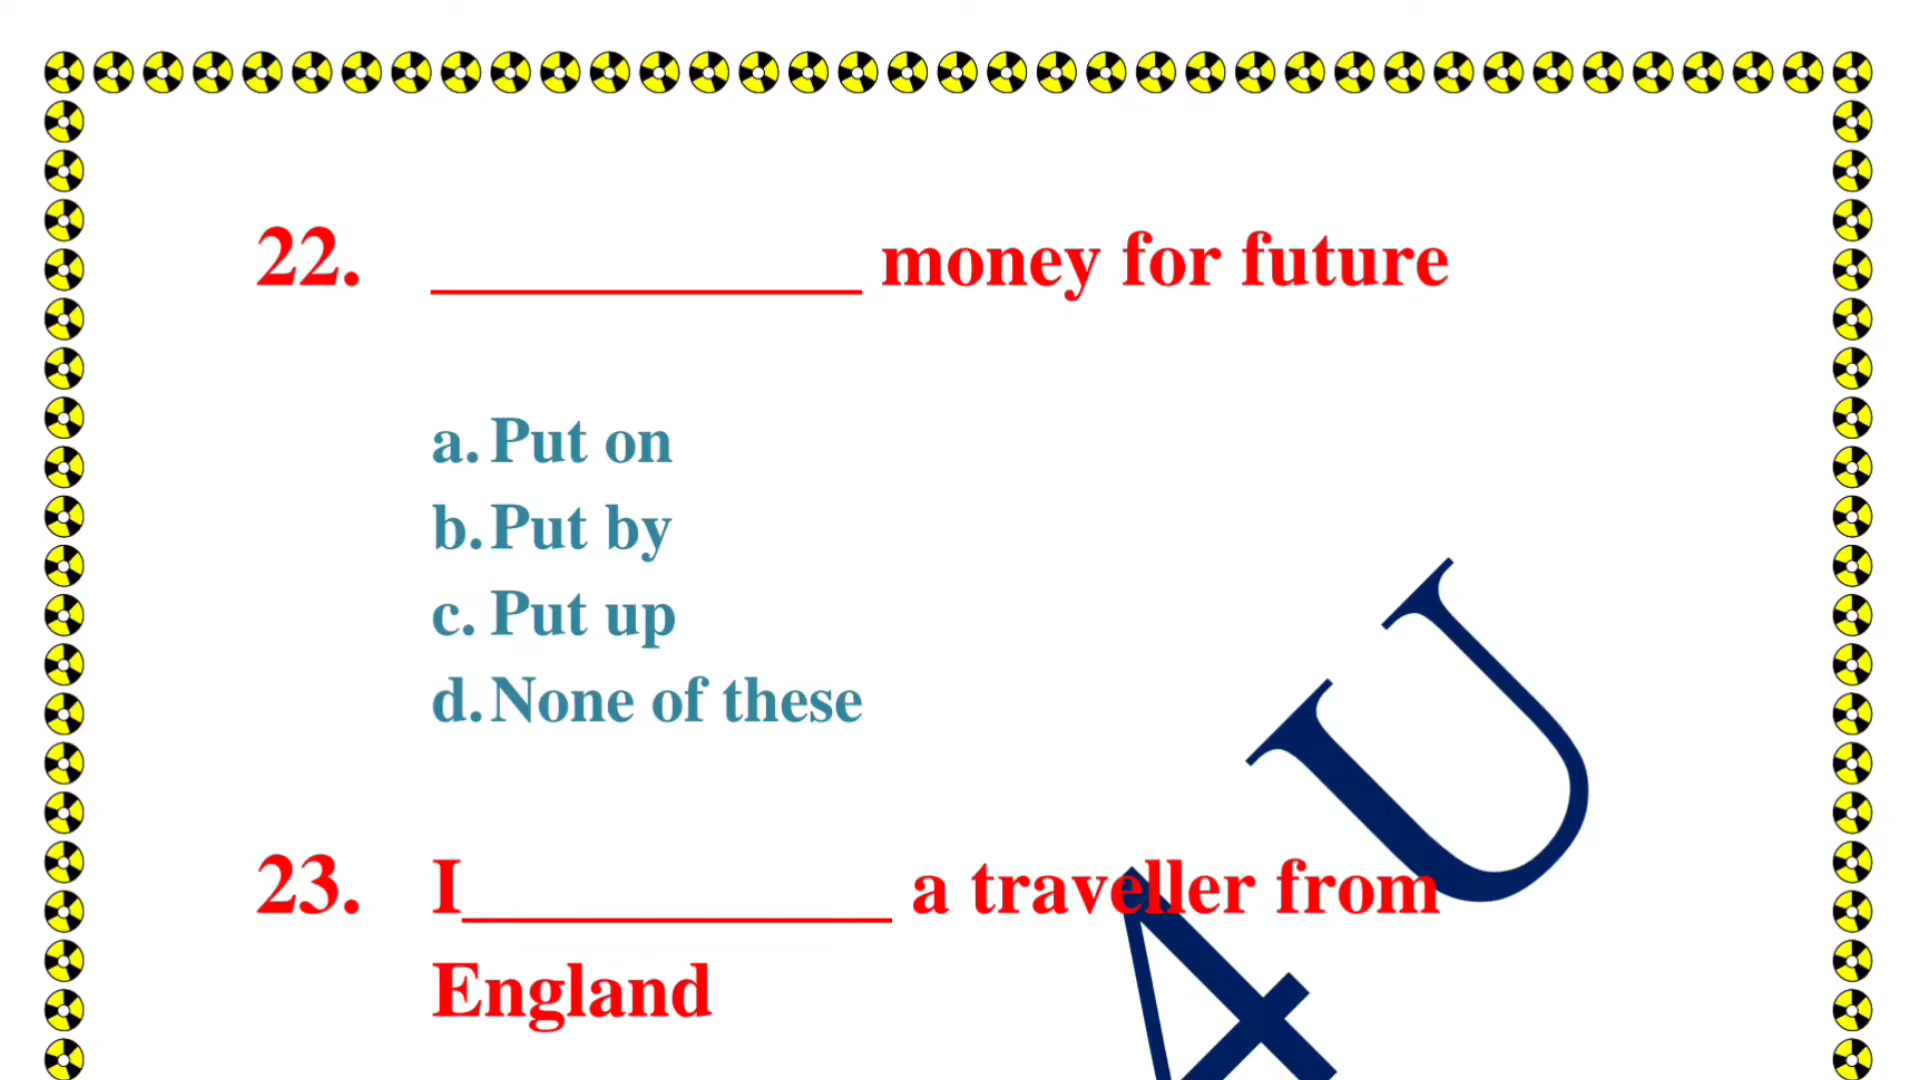 22. ____________ money for future
a. Put on
b. Put by
c. Put up
d. None of these
23. I____________ a traveller from
England
4U